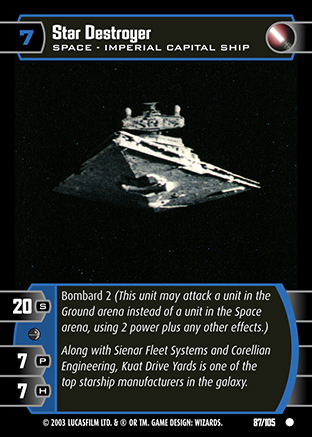 7 Star Destroyer
SPACE - IMPERIAL CAPITAL SHIP
20 S
Bombard 2 (This unit may attack a unit in the
Ground arena instead of a unit in the Space
arena, using 2 power plus any other effects.)
7 P
Along with Sienar Fleet Systems and Corellian
Engineering, Kuat Drive Yards is one of the
top starship manufacturers in the galaxy.
7 H
© 2003 LUCASFILM LTD. & ® OR TM. GAME DESIGN: WIZARDS. 87/105